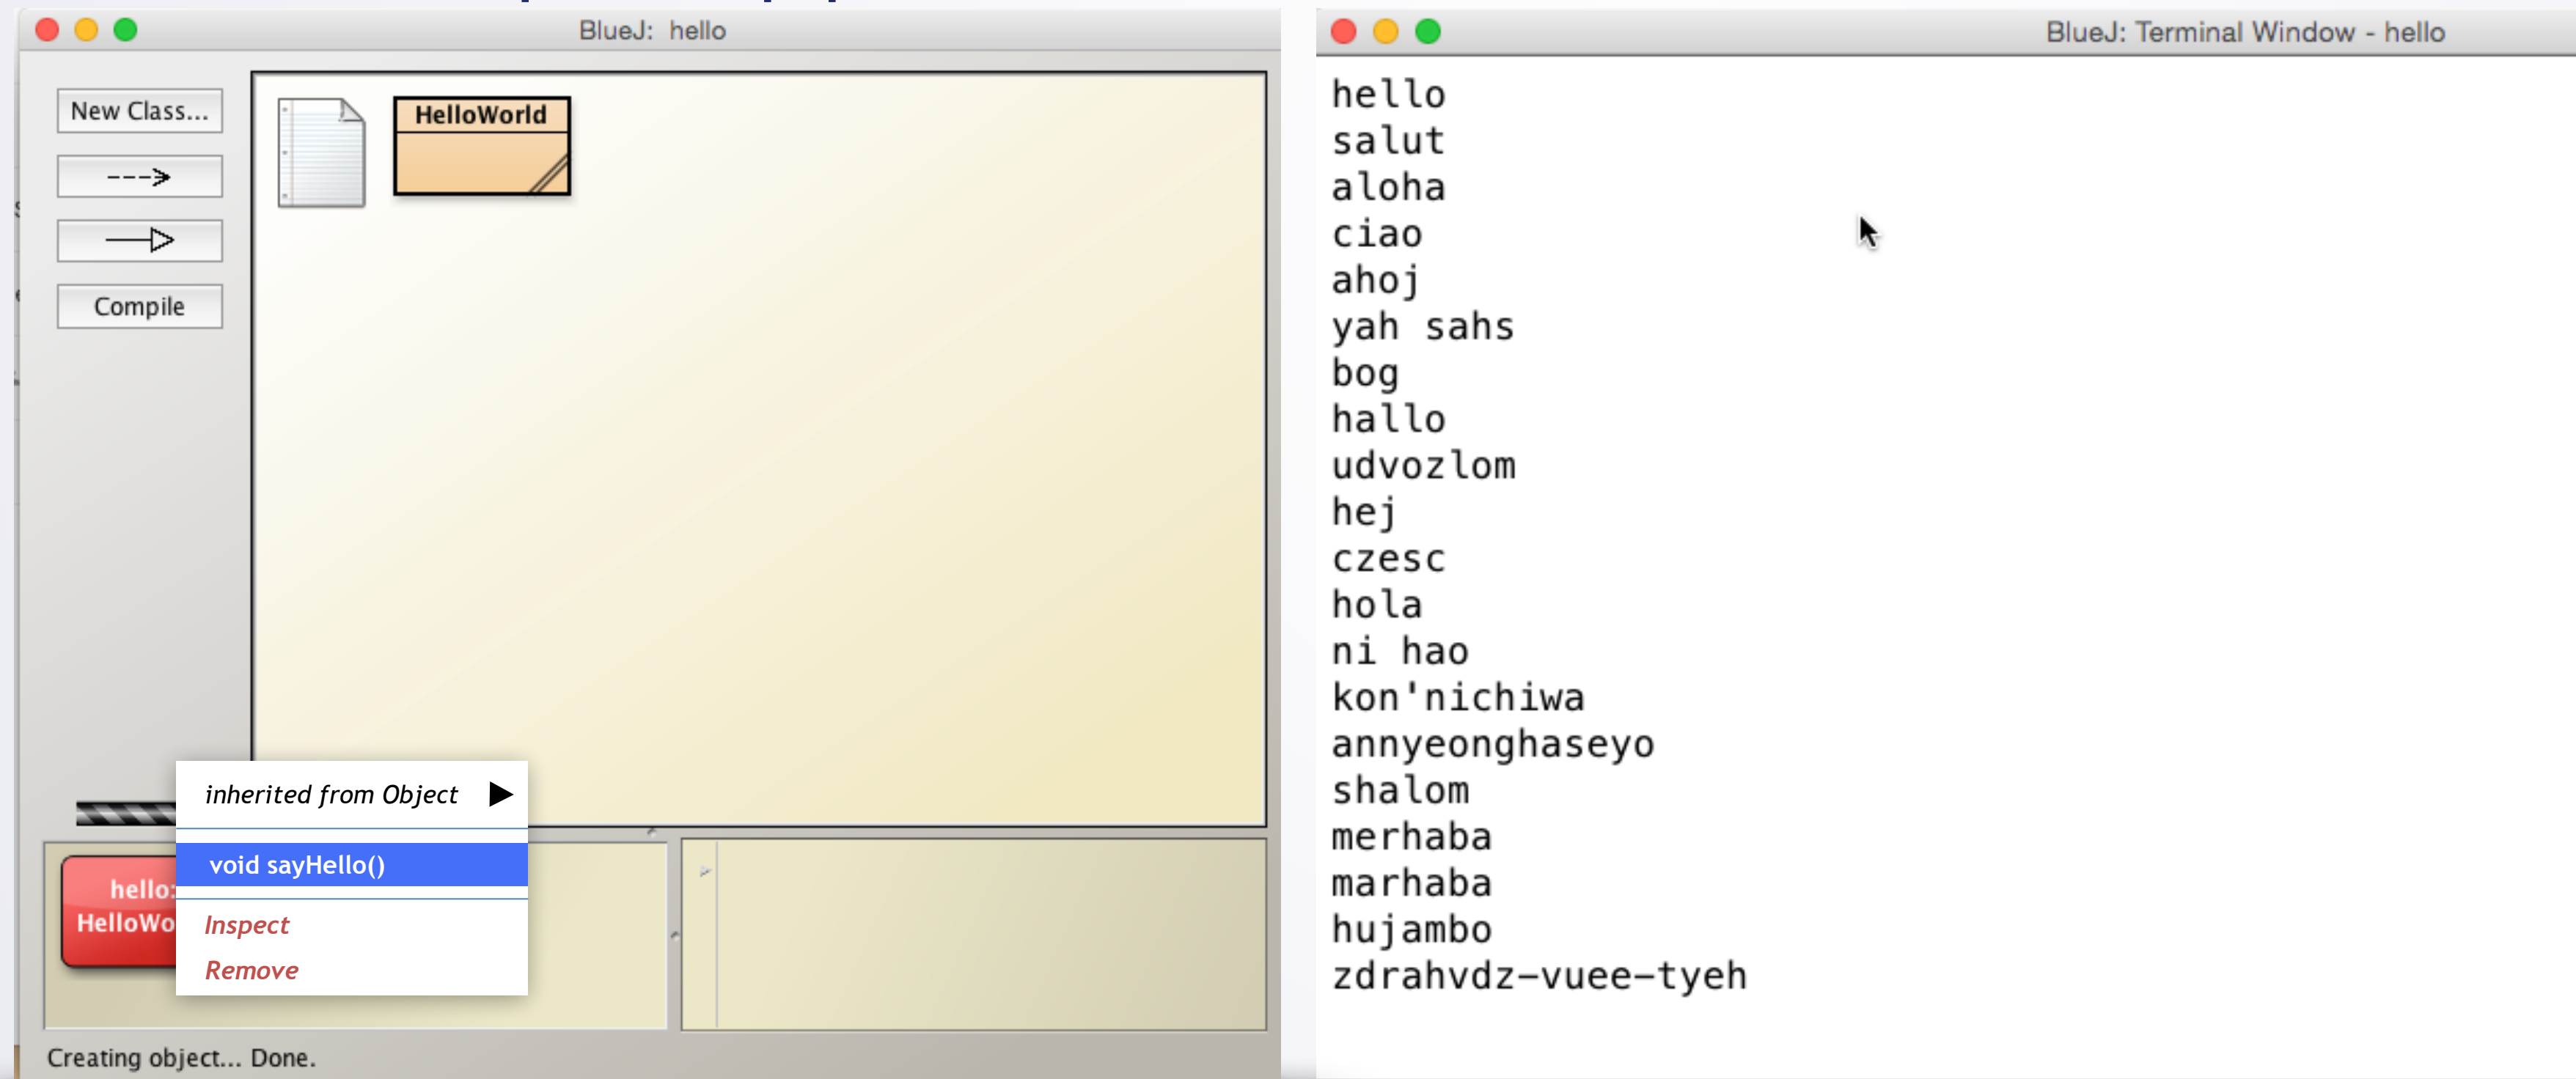 BlueJ: hello
New Class...
Compile
HelloWorld
inherited from Object
void sayHello()
Inspect
Remove
hello:
HelloWo
Creating object... Done.
BlueJ: Terminal Window - hello
hello
salut
aloha
ciao
ahoj
yah sahs
bog
hallo
udvozlom
hej
czesc
hola
ni hao
kon'nichiwa
annyeonghaseyo
shalom
merhaba
marhaba
hujambo
zdrahvdz-vuee-tyeh